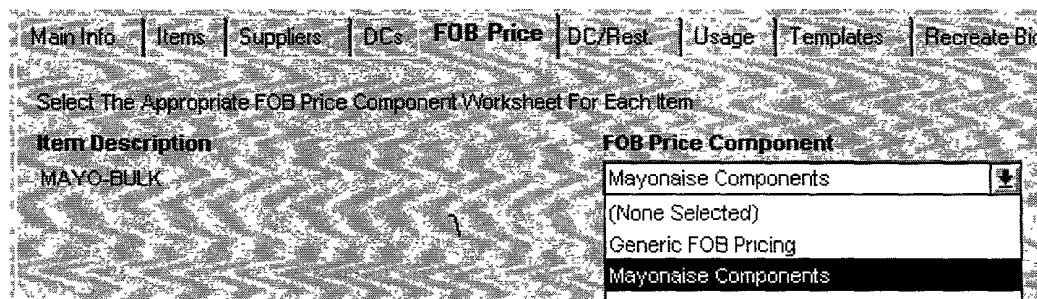 Main Info Items Suppliers DCs FOB Price DC/Rest. Usage Templates Recreate Bid
Select The Appropriate FOB Price Component Worksheet For Each Item
Item Description FOB Price Component
MAYO-BULK Mayonaise Components
(None Selected)
Generic FOB Pricing
Mayonaise Components